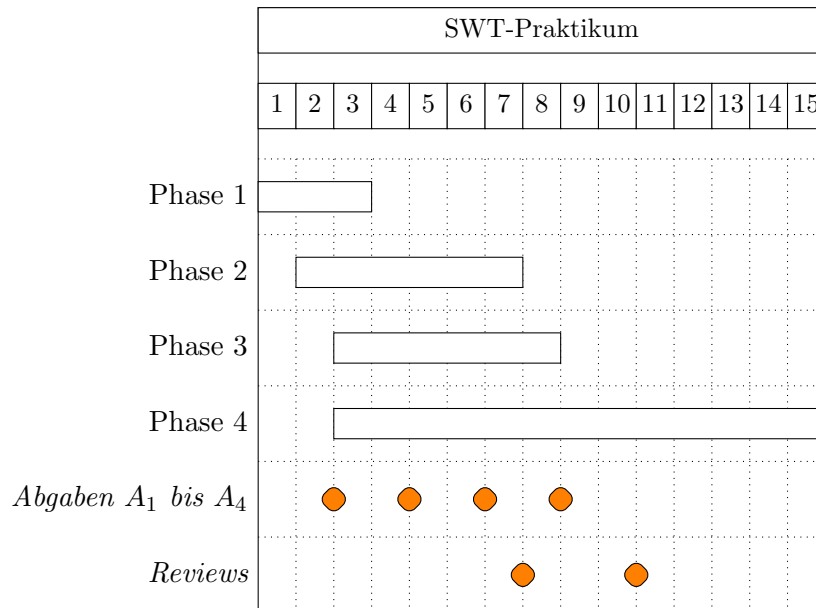 SWT-Praktikum
1 2 3 4 5 6 7 8 9 10 11 12 13 14 15
Phase 1
Phase 2
Phase 3
Phase 4
Abgaben A₁ bis A₄
Reviews